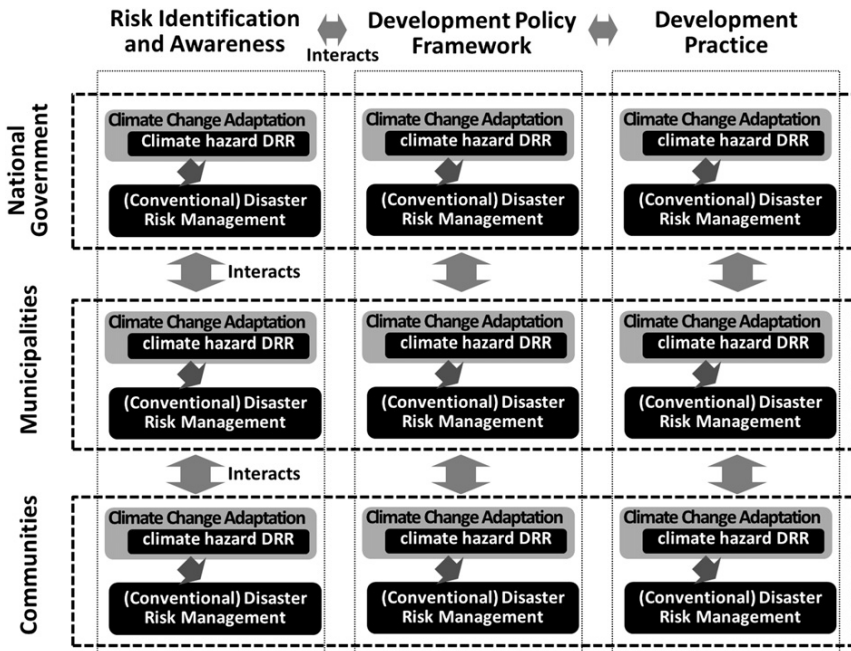 Risk Identification
and Awareness
Interacts
Development Policy
Framework
Development
Practice
National
Government
Climate Change Adaptation
Climate hazard DRR
(Conventional) Disaster
Risk Management
Climate Change Adaptation
climate hazard DRR
(Conventional) Disaster
Risk Management
Climate Change Adaptation
climate hazard DRR
(Conventional) Disaster
Risk Management
Interacts
Municipalities
Climate Change Adaptation
climate hazard DRR
(Conventional) Disaster
Risk Management
Climate Change Adaptation
climate hazard DRR
(Conventional) Disaster
Risk Management
Climate Change Adaptation
climate hazard DRR
(Conventional) Disaster
Risk Management
Interacts
Communities
Climate Change Adaptation
climate hazard DRR
(Conventional) Disaster
Risk Management
Climate Change Adaptation
climate hazard DRR
(Conventional) Disaster
Risk Management
Climate Change Adaptation
climate hazard DRR
(Conventional) Disaster
Risk Management